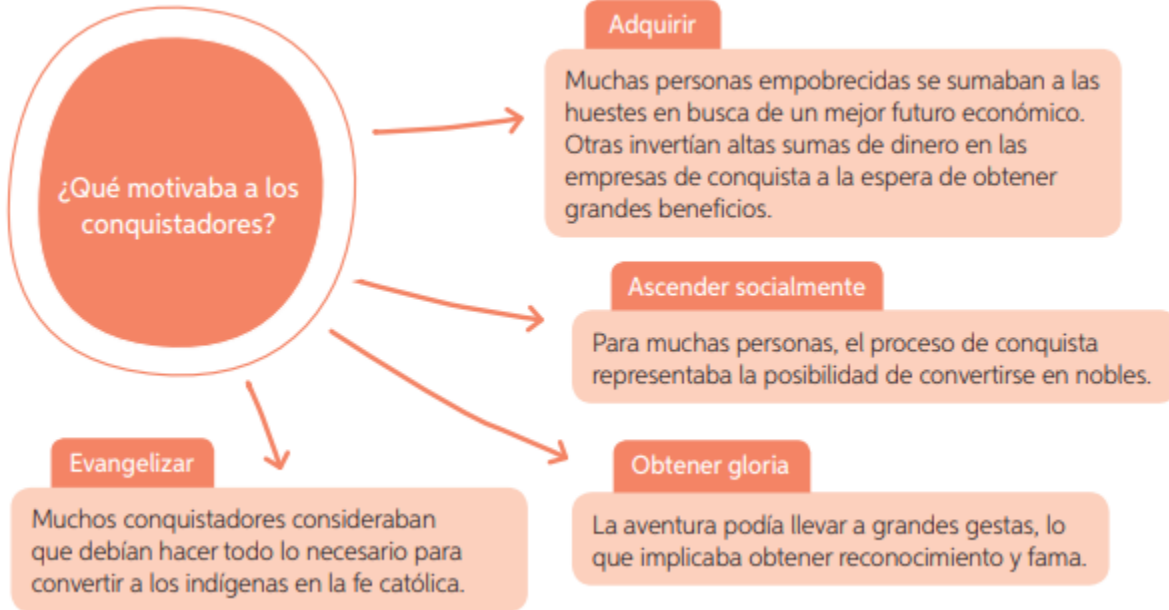 ¿Qué motivaba a los
conquistadores?
Adquirir
Muchas personas empobrecidas se sumaban a las
huestes en busca de un mejor futuro económico.
Otras invertían altas sumas de dinero en las
empresas de conquista a la espera de obtener
grandes beneficios.
Ascender socialmente
Para muchas personas, el proceso de conquista
representaba la posibilidad de convertirse en nobles.
Obtener gloria
La aventura podía llevar a grandes gestas, lo
que implicaba obtener reconocimiento y fama.
Evangelizar
Muchos conquistadores consideraban
que debían hacer todo lo necesario para
convertir a los indígenas en la fe católica.